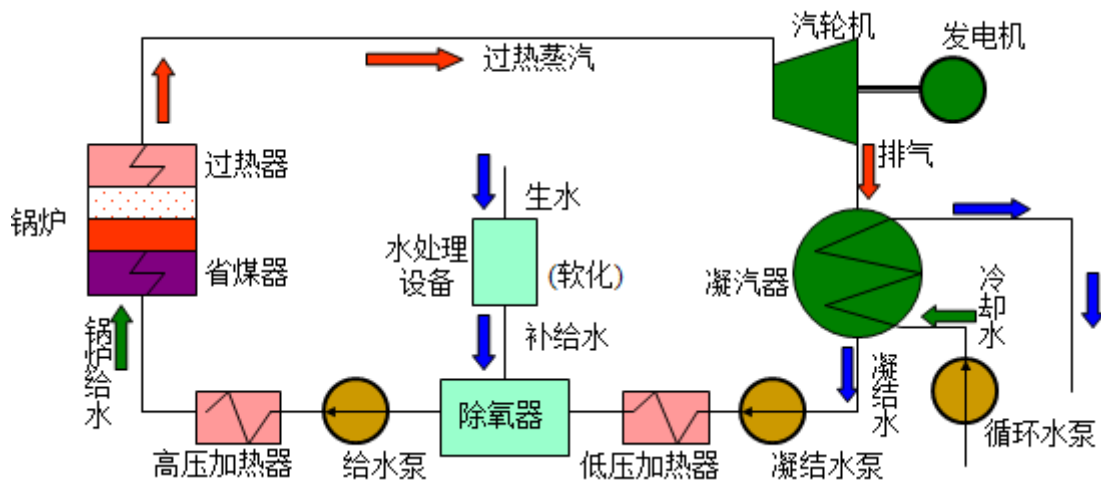 汽轮机
发电机
过热蒸汽
过热器
排气
锅炉
生水
水处理
设备
(软化)
省煤器
凝汽器
冷却水
锅炉给水
补给水
凝结水
除氧器
循环水泵
高压加热器
给水泵
低压加热器
凝结水泵